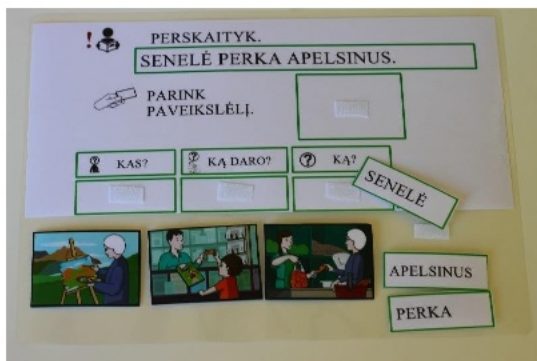 PERSKAITYK.
SENELĖ PERKA APELSINUS.
PARINK
PAVEIKSLĖLĮ.
KAS?
KĄ DARO?
KĄ?
SENELĖ
APELSINUS
PERKA